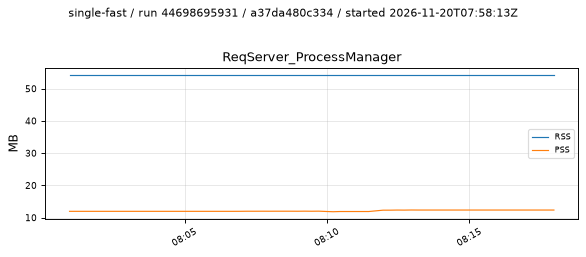 single-fast / run 44698695931 / a37da480c334 / started 2026-11-20T07:58:13Z
ReqServer_ProcessManager
MB
50
40
30
20
10
RSS
PSS
08:05
08:10
08:15